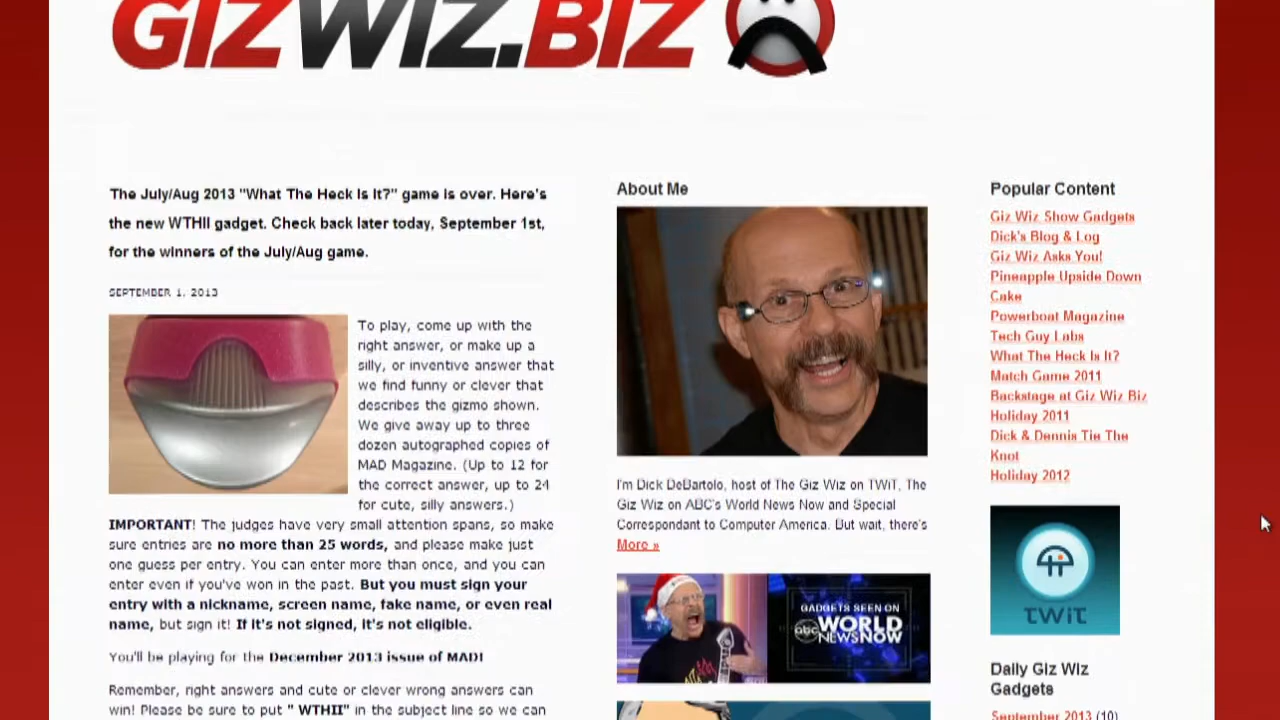 GIZWIZ.BIZ
The July/Aug 2013 "What The Heck Is It?" game is over. Here's
the new WTHII gadget. Check back later today, September 1st,
for the winners of the July/Aug game.
SEPTEMBER 1, 2013
To play, come up with the
right answer, or make up a
silly, or inventive answer that
we find funny or clever that
describes the gizmo shown.
We give away up to three
dozen autographed copies of
MAD Magazine. (Up to 12 for
the correct answer, up to 24
for cute, silly answers.)
IMPORTANT! The judges have very small attention spans, so make
sure entries are no more than 25 words, and please make just
one guess per entry. You can enter more than once, and you can
enter even if you've won in the past. But you must sign your
entry with a nickname, screen name, fake name, or even real
name, but sign it! If it's not signed, it's not eligible.
You'll be playing for the December 2013 issue of MAD!
Remember, right answers and cute or clever wrong answers can
win! Please be sure to put " WTHII" in the subject line so we can
About Me
I'm Dick DeBartolo, host of The Giz Wiz on TWiT, The
Giz Wiz on ABC's World News Now and Special
Correspondant to Computer America. But wait, there's
More »
GADGETS SEEN ON
abc WORLD
NEWS NOW
Popular Content
Giz Wiz Show Gadgets
Dick's Blog & Log
Giz Wiz Asks You!
Pineapple Upside Down
Cake
Powerboat Magazine
Tech Guy Labs
What The Heck Is It?
Match Game 2011
Backstage at Giz Wiz Biz
Holiday 2011
Dick & Dennis Tie The
Knot
Holiday 2012
TWiT
Daily Giz Wiz
Gadgets
September 2013 (10)